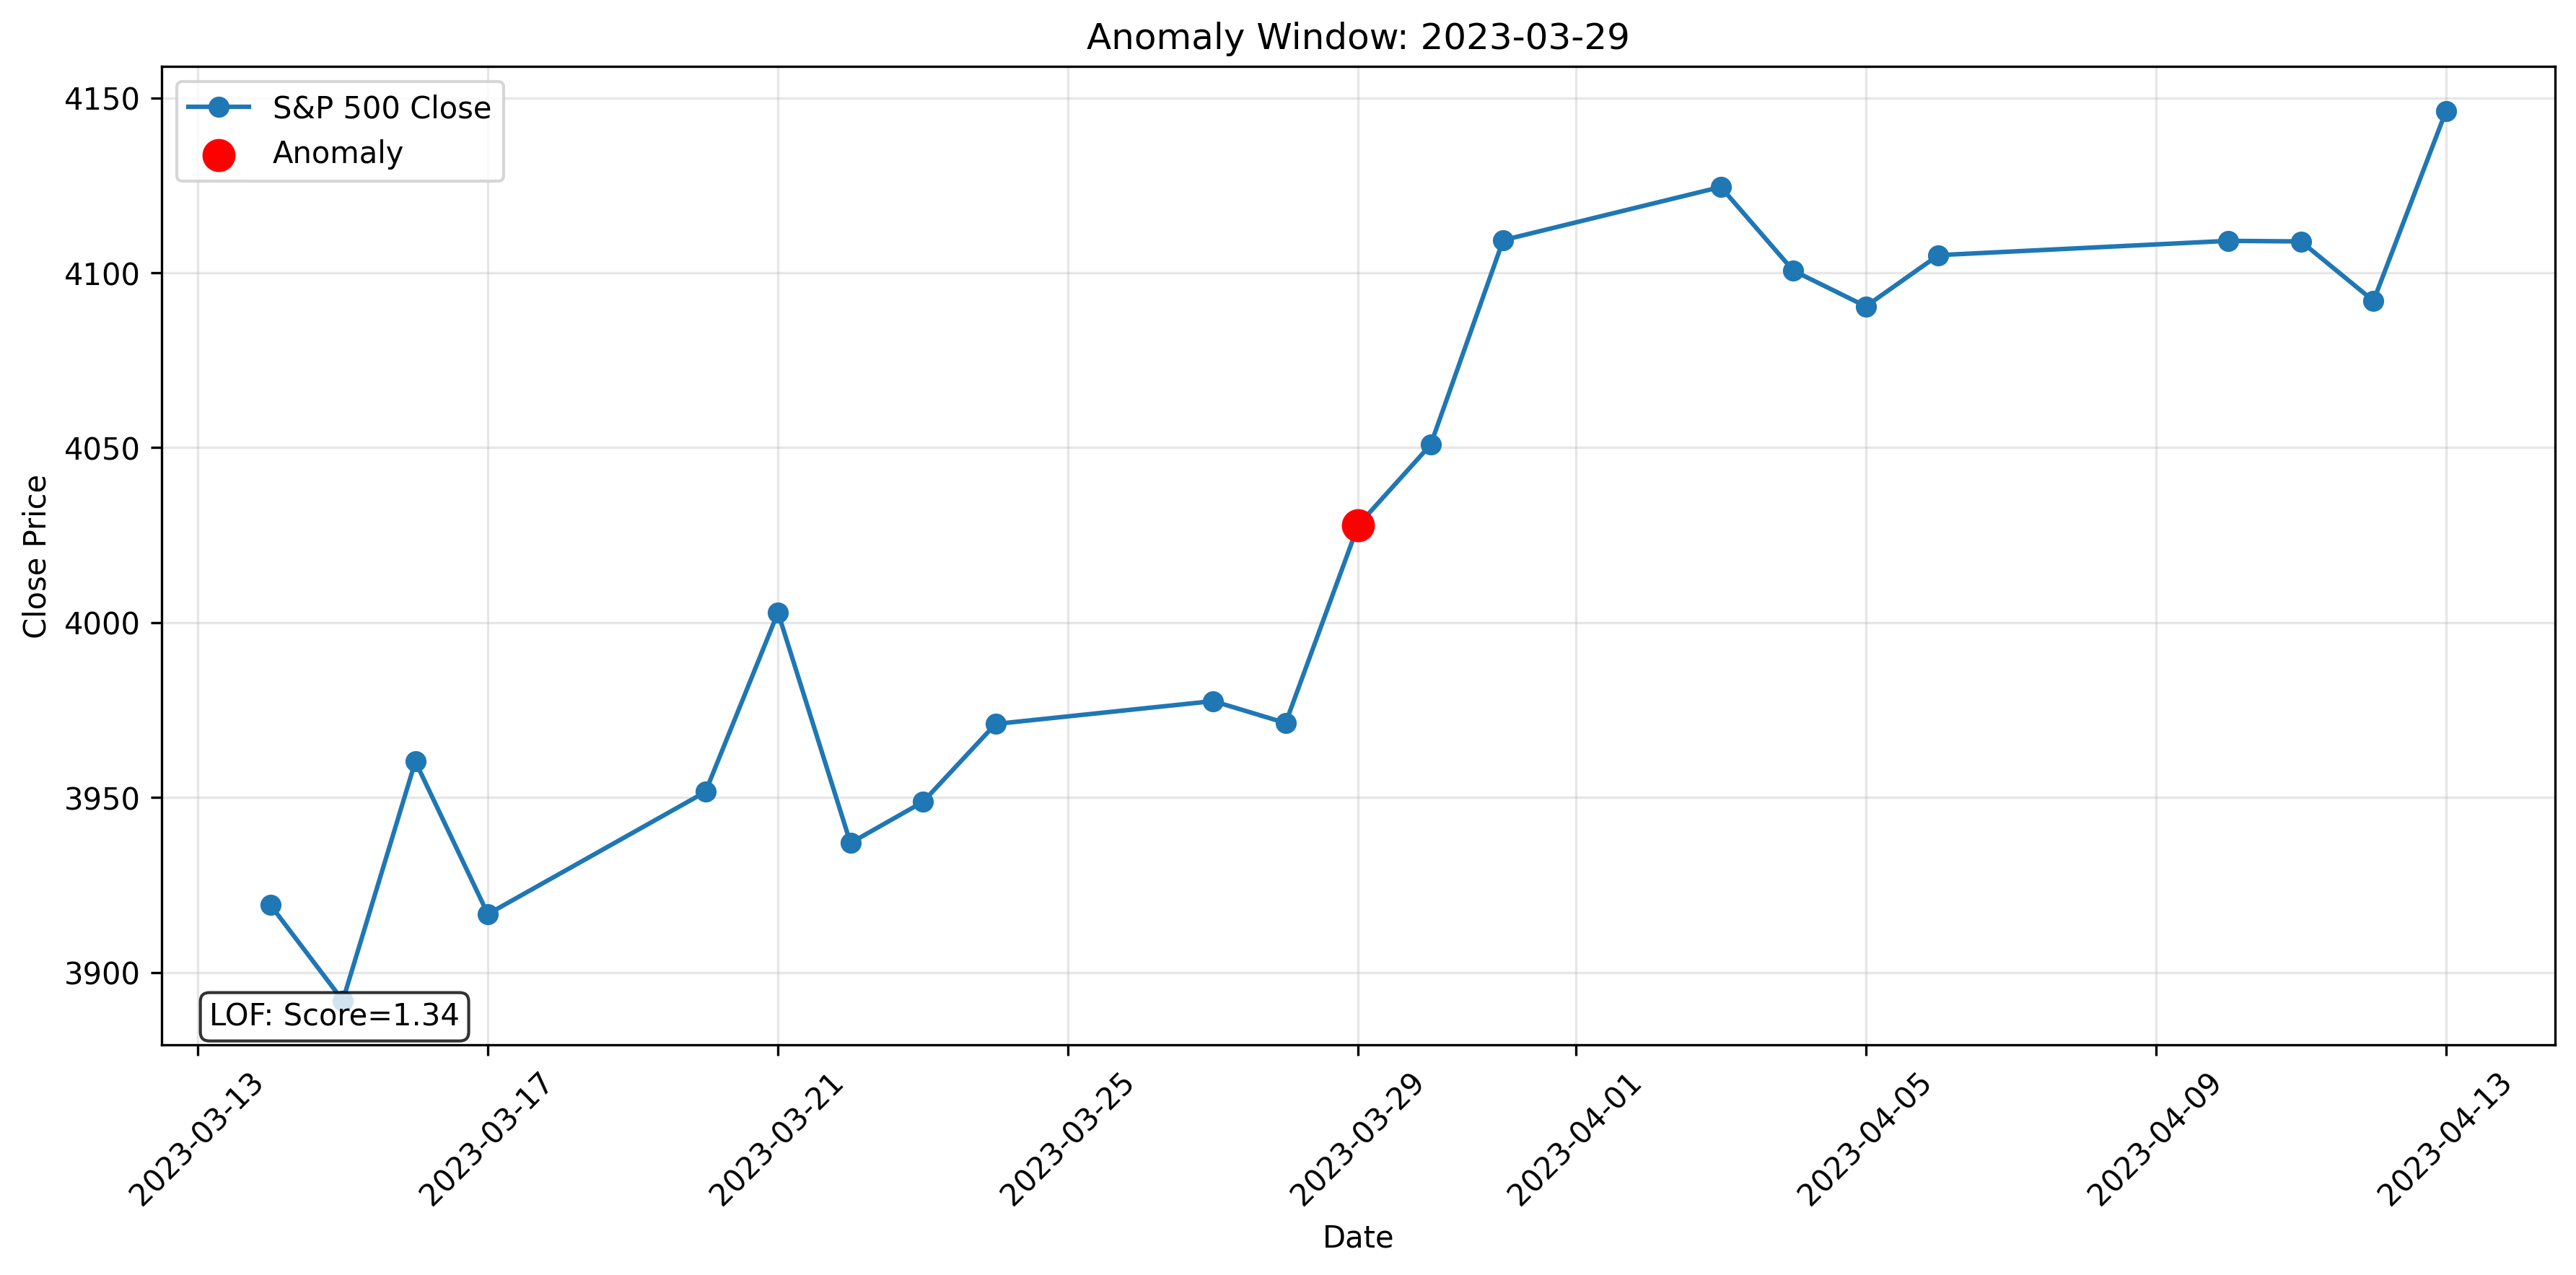 Anomaly Window: 2023-03-29
S&P 500 Close
Anomaly
4150
4100
4050
4000
3950
3900
Close Price
LOF: Score=1.34
2023-03-13
2023-03-17
2023-03-21
2023-03-25
2023-03-29
2023-04-01
2023-04-05
2023-04-09
2023-04-13
Date